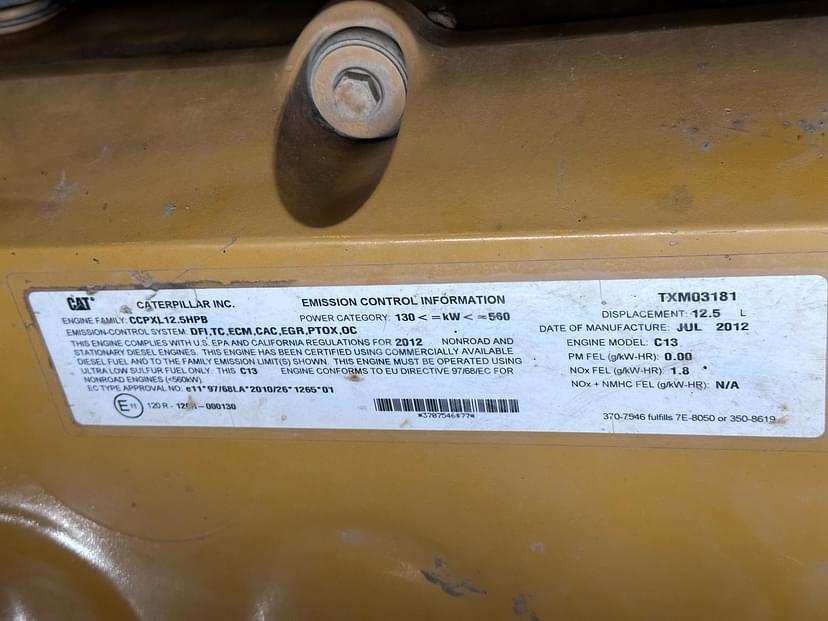 CAT CATERPILLAR INC. EMISSION CONTROL INFORMATION TXM03181
ENGINE FAMILY: CCPXL12.5HPB POWER CATEGORY: 130 < = kW < = 560 DISPLACEMENT: 12.5 L
EMISSION-CONTROL SYSTEM: DFI,TC,ECM,CAC,EGR,PTOX,OC DATE OF MANUFACTURE: JUL 2012
THIS ENGINE COMPLIES WITH U.S. EPA AND CALIFORNIA REGULATIONS FOR 2012 NONROAD AND ENGINE MODEL: C13
STATIONARY DIESEL ENGINES. THIS ENGINE HAS BEEN CERTIFIED USING COMMERCIALLY AVAILABLE PM FEL (g/kW-HR): 0.00
DIESEL FUEL AND TO THE FAMILY EMISSION LIMIT(S) SHOWN. THIS ENGINE MUST BE OPERATED USING
ULTRA LOW SULFUR FUEL ONLY. THIS C13 ENGINE CONFORMS TO EU DIRECTIVE 97/68/EC FOR NOx FEL (g/kW-HR): 1.8
NONROAD ENGINES (<560kW). NOx + NMHC FEL (g/kW-HR): N/A
EC TYPE APPROVAL NO.: e11*97/68LA*2010/26*1265*01
E11 120 R - 120R-000130 *3707546#77* 370-7546 fulfills 7E-8050 or 350-8619